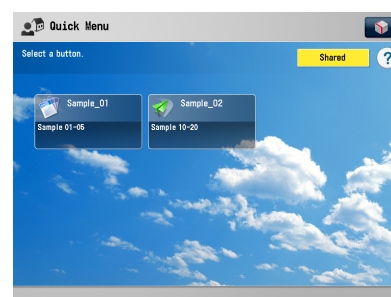 Quick Menu
Select a button.
Shared
?
Sample_01
Sample_02
Sample 01-05
Sample 10-20